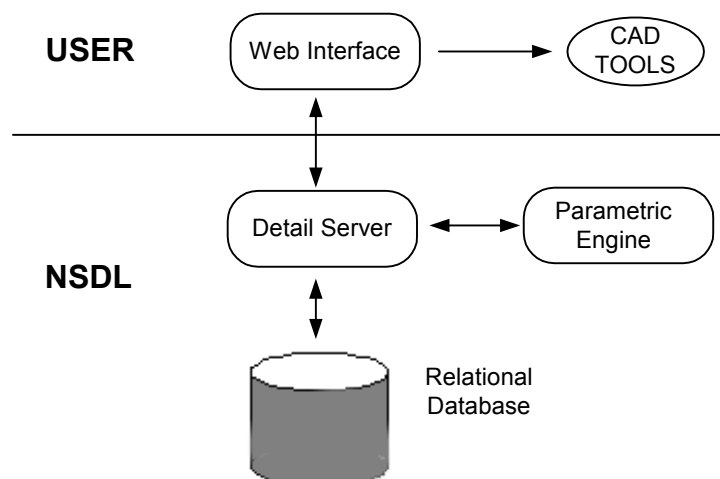 USER
Web Interface
CAD
TOOLS
Detail Server
Parametric
Engine
NSDL
Relational
Database